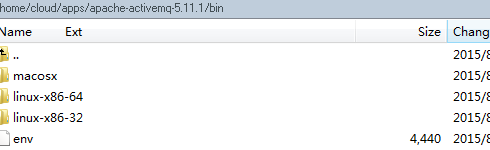 home/cloud/apps/apache-activemq-5.11.1/bin
Name Ext Size Chang
.. 2015/8
macosx 2015/8
linux-x86-64 2015/8
linux-x86-32 2015/8
env 4,440 2015/8